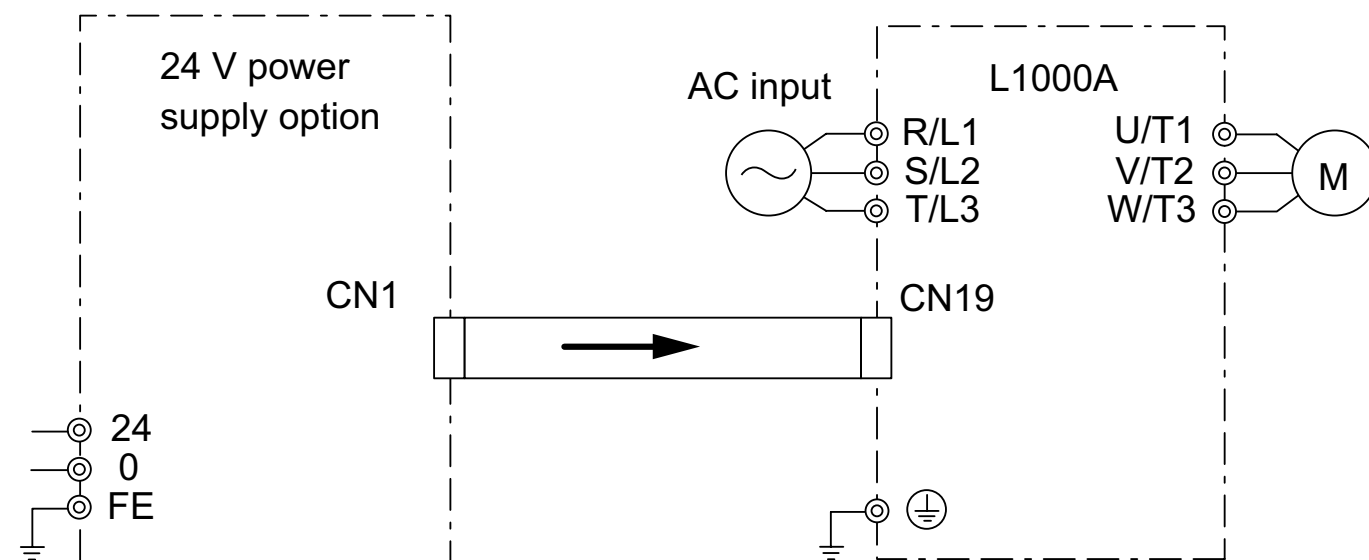 24 V power
supply option
AC input
L1000A
R/L1
S/L2
T/L3
U/T1
V/T2
W/T3
M
CN1
CN19
24
0
FE